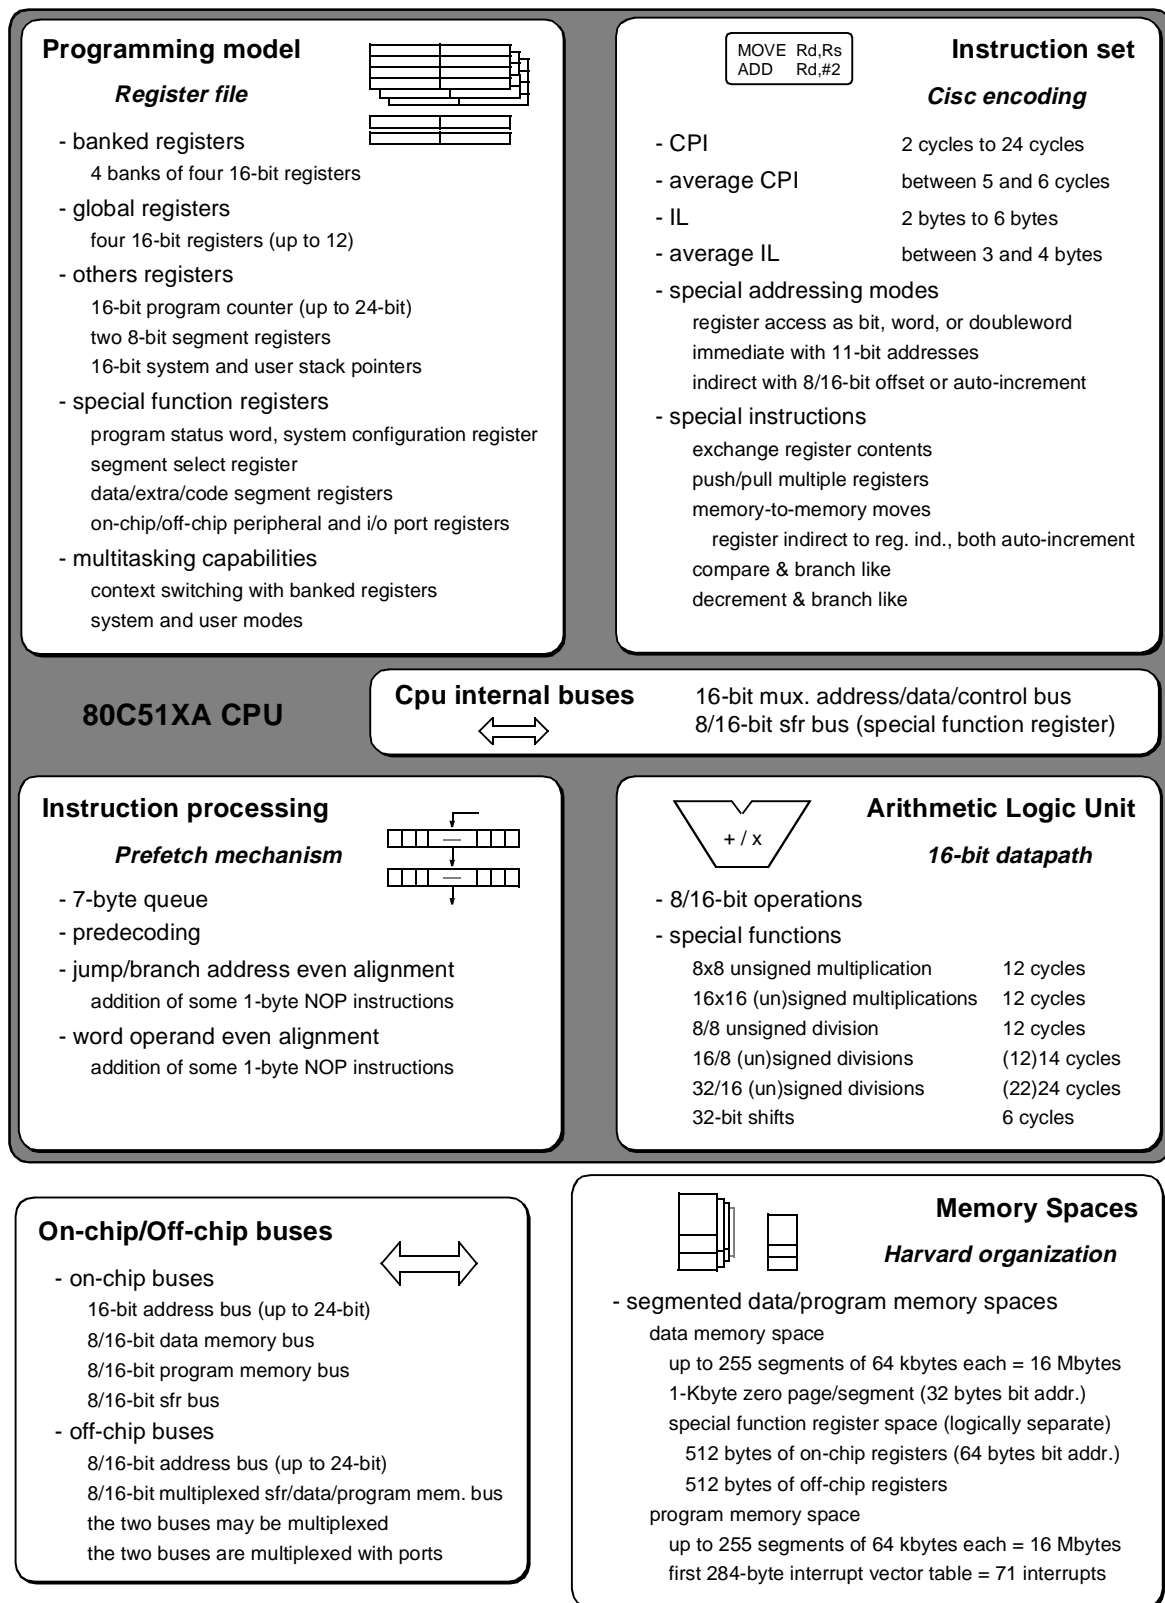 Programming model
Register file
- banked registers
4 banks of four 16-bit registers
- global registers
four 16-bit registers (up to 12)
- others registers
16-bit program counter (up to 24-bit)
two 8-bit segment registers
16-bit system and user stack pointers
- special function registers
program status word, system configuration register
segment select register
data/extra/code segment registers
on-chip/off-chip peripheral and i/o port registers
- multitasking capabilities
context switching with banked registers
system and user modes
MOVE Rd,Rs
ADD Rd,#2
Instruction set
Cisc encoding
- CPI 2 cycles to 24 cycles
- average CPI between 5 and 6 cycles
- IL 2 bytes to 6 bytes
- average IL between 3 and 4 bytes
- special addressing modes
register access as bit, word, or doubleword
immediate with 11-bit addresses
indirect with 8/16-bit offset or auto-increment
- special instructions
exchange register contents
push/pull multiple registers
memory-to-memory moves
register indirect to reg. ind., both auto-increment
compare & branch like
decrement & branch like
80C51XA CPU
Cpu internal buses
16-bit mux. address/data/control bus
8/16-bit sfr bus (special function register)
Instruction processing
Prefetch mechanism
- 7-byte queue
- predecoding
- jump/branch address even alignment
addition of some 1-byte NOP instructions
- word operand even alignment
addition of some 1-byte NOP instructions
+ / x
Arithmetic Logic Unit
16-bit datapath
- 8/16-bit operations
- special functions
8x8 unsigned multiplication 12 cycles
16x16 (un)signed multiplications 12 cycles
8/8 unsigned division 12 cycles
16/8 (un)signed divisions (12)14 cycles
32/16 (un)signed divisions (22)24 cycles
32-bit shifts 6 cycles
On-chip/Off-chip buses
- on-chip buses
16-bit address bus (up to 24-bit)
8/16-bit data memory bus
8/16-bit program memory bus
8/16-bit sfr bus
- off-chip buses
8/16-bit address bus (up to 24-bit)
8/16-bit multiplexed sfr/data/program mem. bus
the two buses may be multiplexed
the two buses are multiplexed with ports
Memory Spaces
Harvard organization
- segmented data/program memory spaces
data memory space
up to 255 segments of 64 kbytes each = 16 Mbytes
1-Kbyte zero page/segment (32 bytes bit addr.)
special function register space (logically separate)
512 bytes of on-chip registers (64 bytes bit addr.)
512 bytes of off-chip registers
program memory space
up to 255 segments of 64 kbytes each = 16 Mbytes
first 284-byte interrupt vector table = 71 interrupts